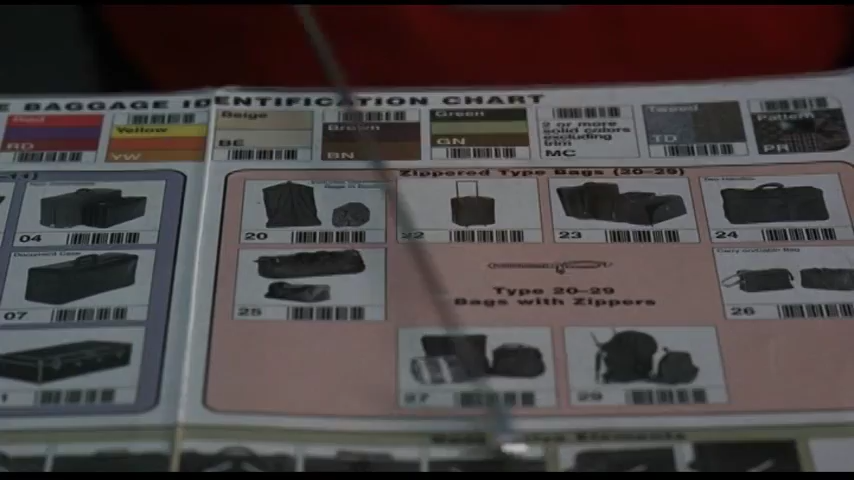 E BAGGAGE IDENTIFICATION CHART
Red
RD
Yellow
YW
Beige
BE
Brown
BN
Green
GN
2 or more
solid colors
excluding
trim
MC
Tweed
TD
Pattern
PR
Zippered Type Bags (20–29)
04
07
20
22
23
24
25
Type 20–29
Bags with Zippers
26
27
29